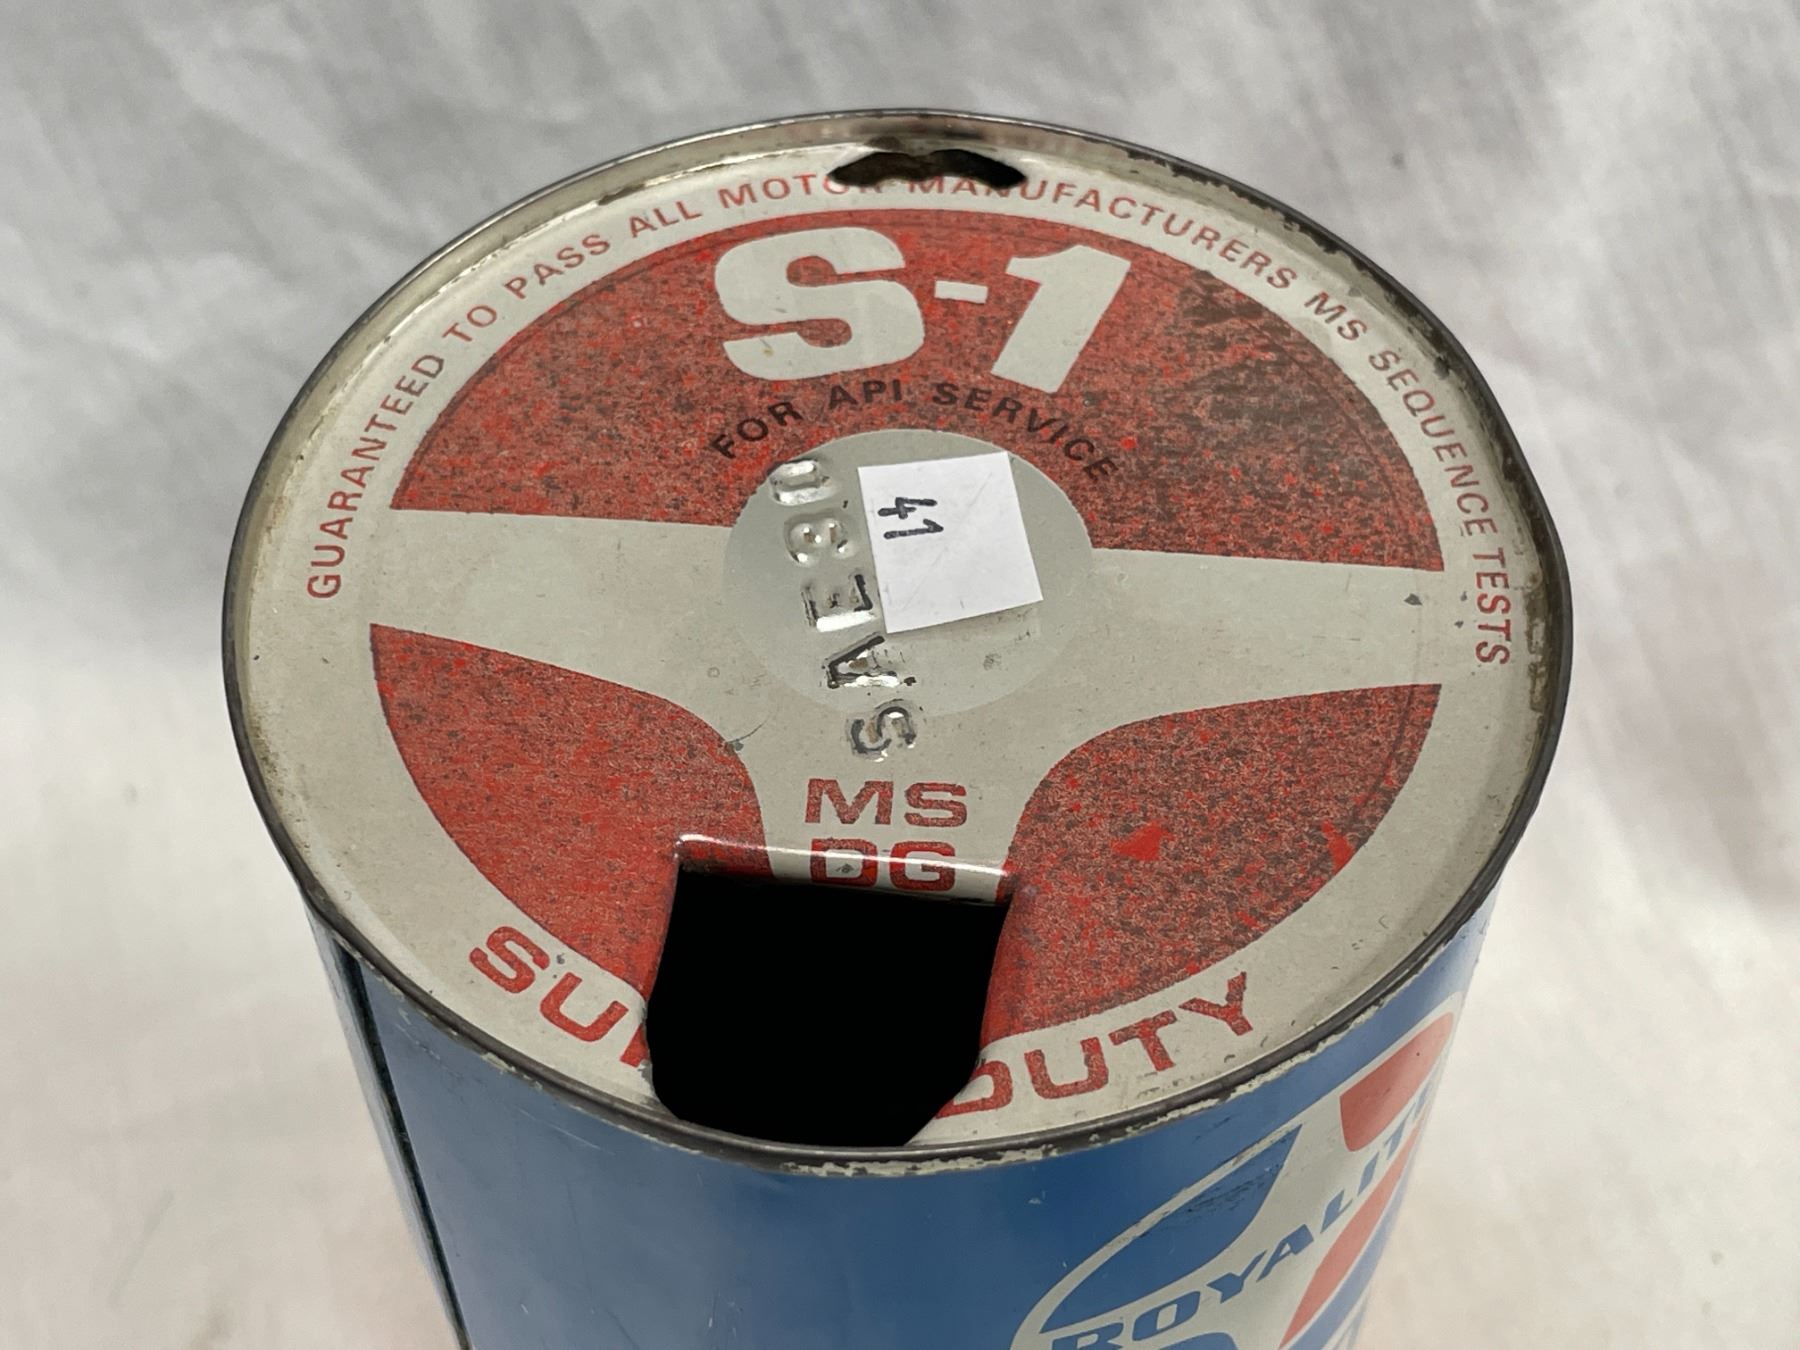 GUARANTEED TO PASS ALL MOTOR MANUFACTURERS MS SEQUENCE TESTS
S-1
FOR API SERVICE
41
S.A.E 30
MS
DG
DUTY
ROYALITE